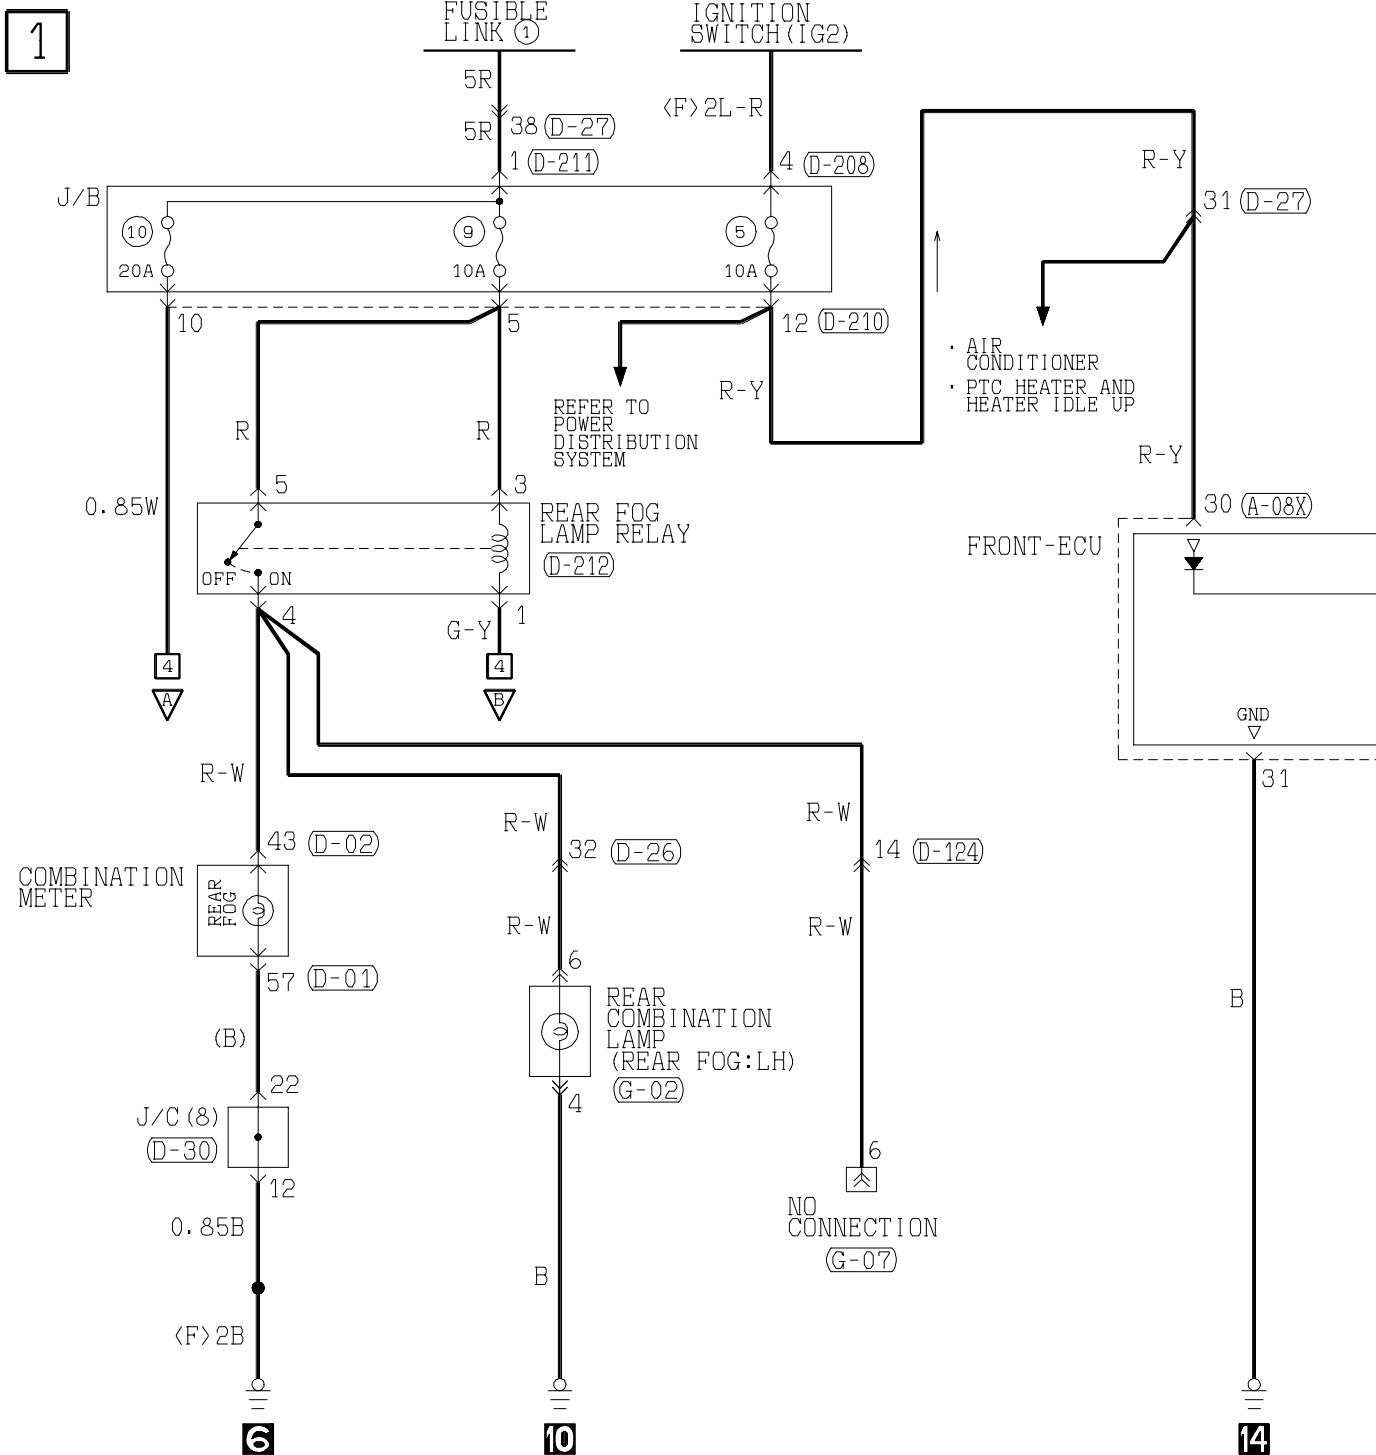 1
FUSIBLE
LINK ①
IGNITION
SWITCH(IG2)
5R
5R
38 (D-27)
1 (D-211)
<F>2L-R
4 (D-208)
R-Y
31 (D-27)
J/B
10
20A
9
10A
5
10A
10
5
12 (D-210)
R
R
R-Y
REFER TO
POWER
DISTRIBUTION
SYSTEM
· AIR
CONDITIONER
· PTC HEATER AND
HEATER IDLE UP
R-Y
0.85W
5
3
REAR FOG
LAMP RELAY
(D-212)
OFF
ON
30 (A-08X)
FRONT-ECU
4
1
G-Y
4
A
4
B
GND
31
R-W
43 (D-02)
COMBINATION
METER
REAR
FOG
57 (D-01)
R-W
32 (D-26)
R-W
R-W
14 (D-124)
R-W
6
REAR
COMBINATION
LAMP
(REAR FOG:LH)
(G-02)
4
B
(B)
22
J/C(8)
(D-30)
12
0.85B
6
NO
CONNECTION
(G-07)
B
<F>2B
6
10
14